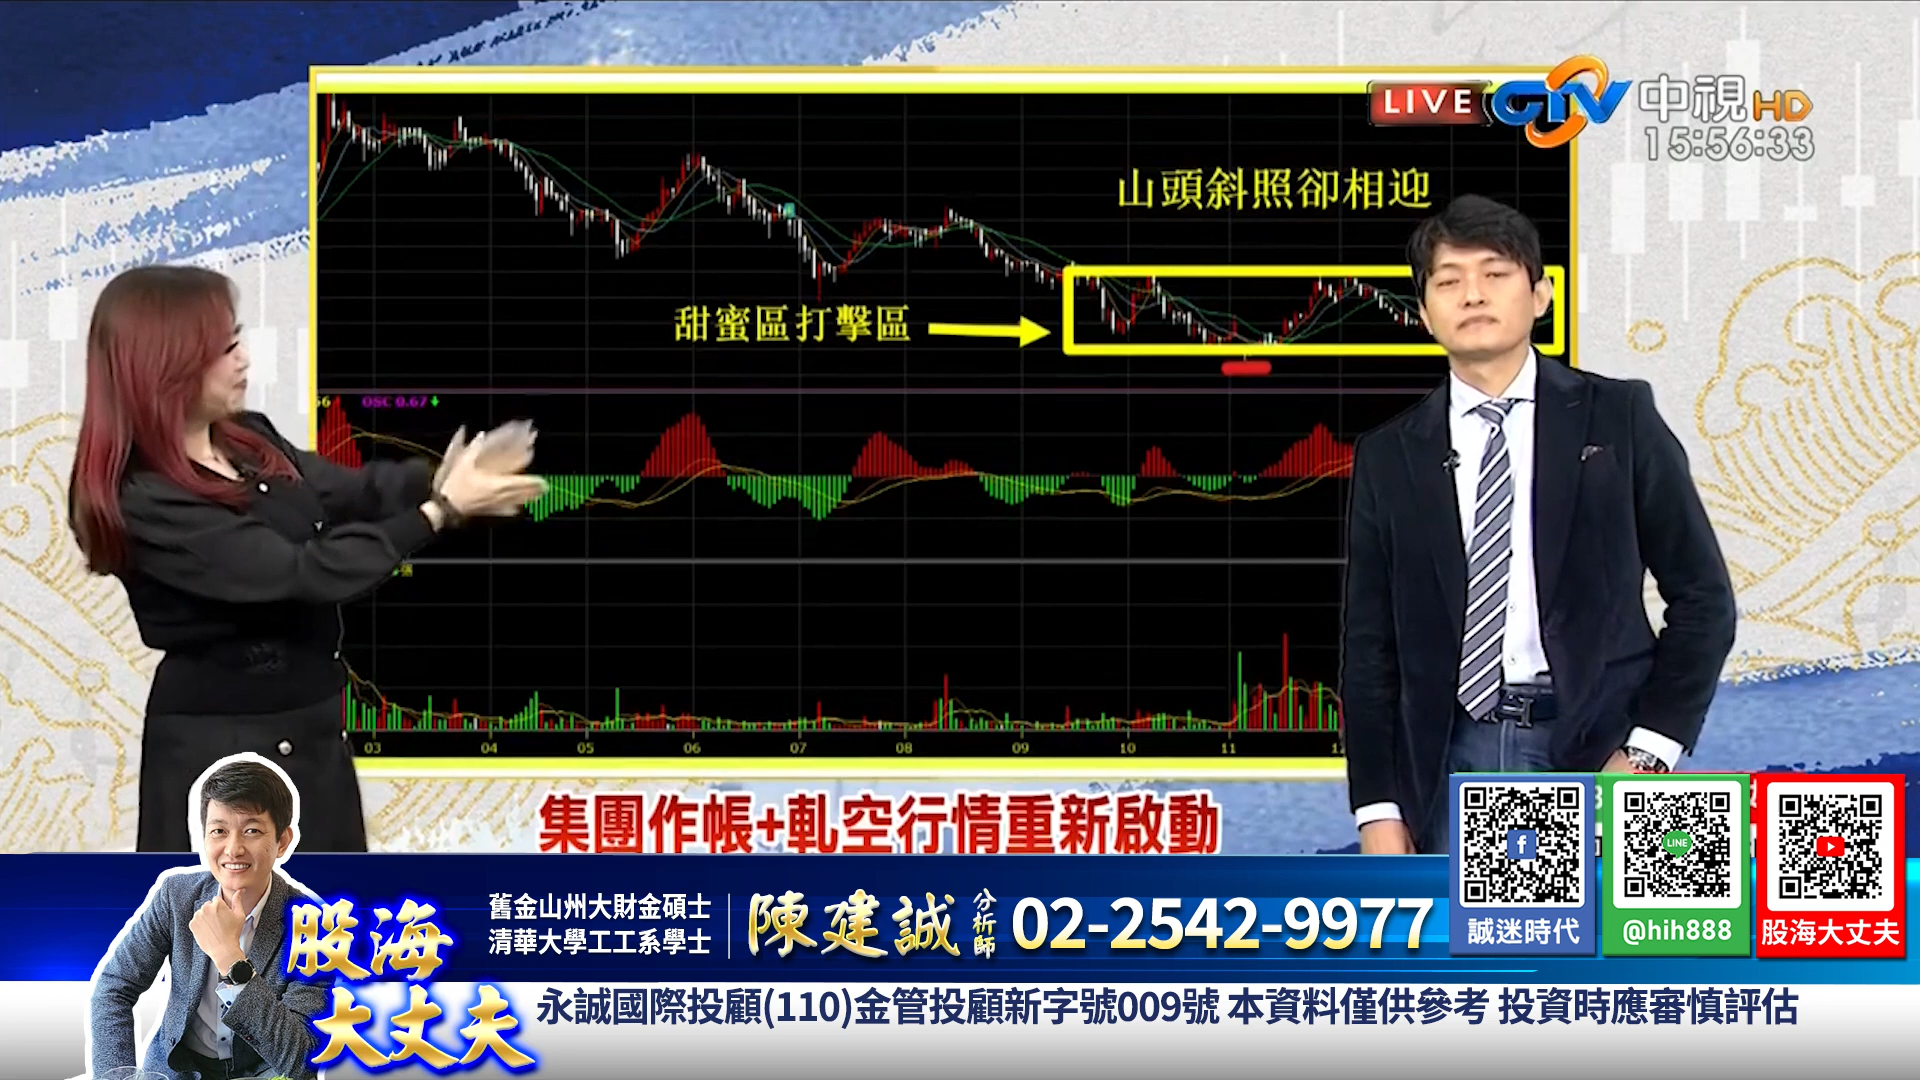 LIVE CTV 中視HD
15:56:33
山頭斜照卻相迎
甜蜜區打擊區
OSC 0.67
03 04 05 06 07 08 09 10 11
集團作帳+軋空行情重新啟動
股海
大丈夫
舊金山州大財金碩士
清華大學工工系學士
陳建誠 分析師
02-2542-9977
LINE
誠迷時代
@hih888
股海大丈夫
永誠國際投顧(110)金管投顧新字號009號 本資料僅供參考 投資時應審慎評估